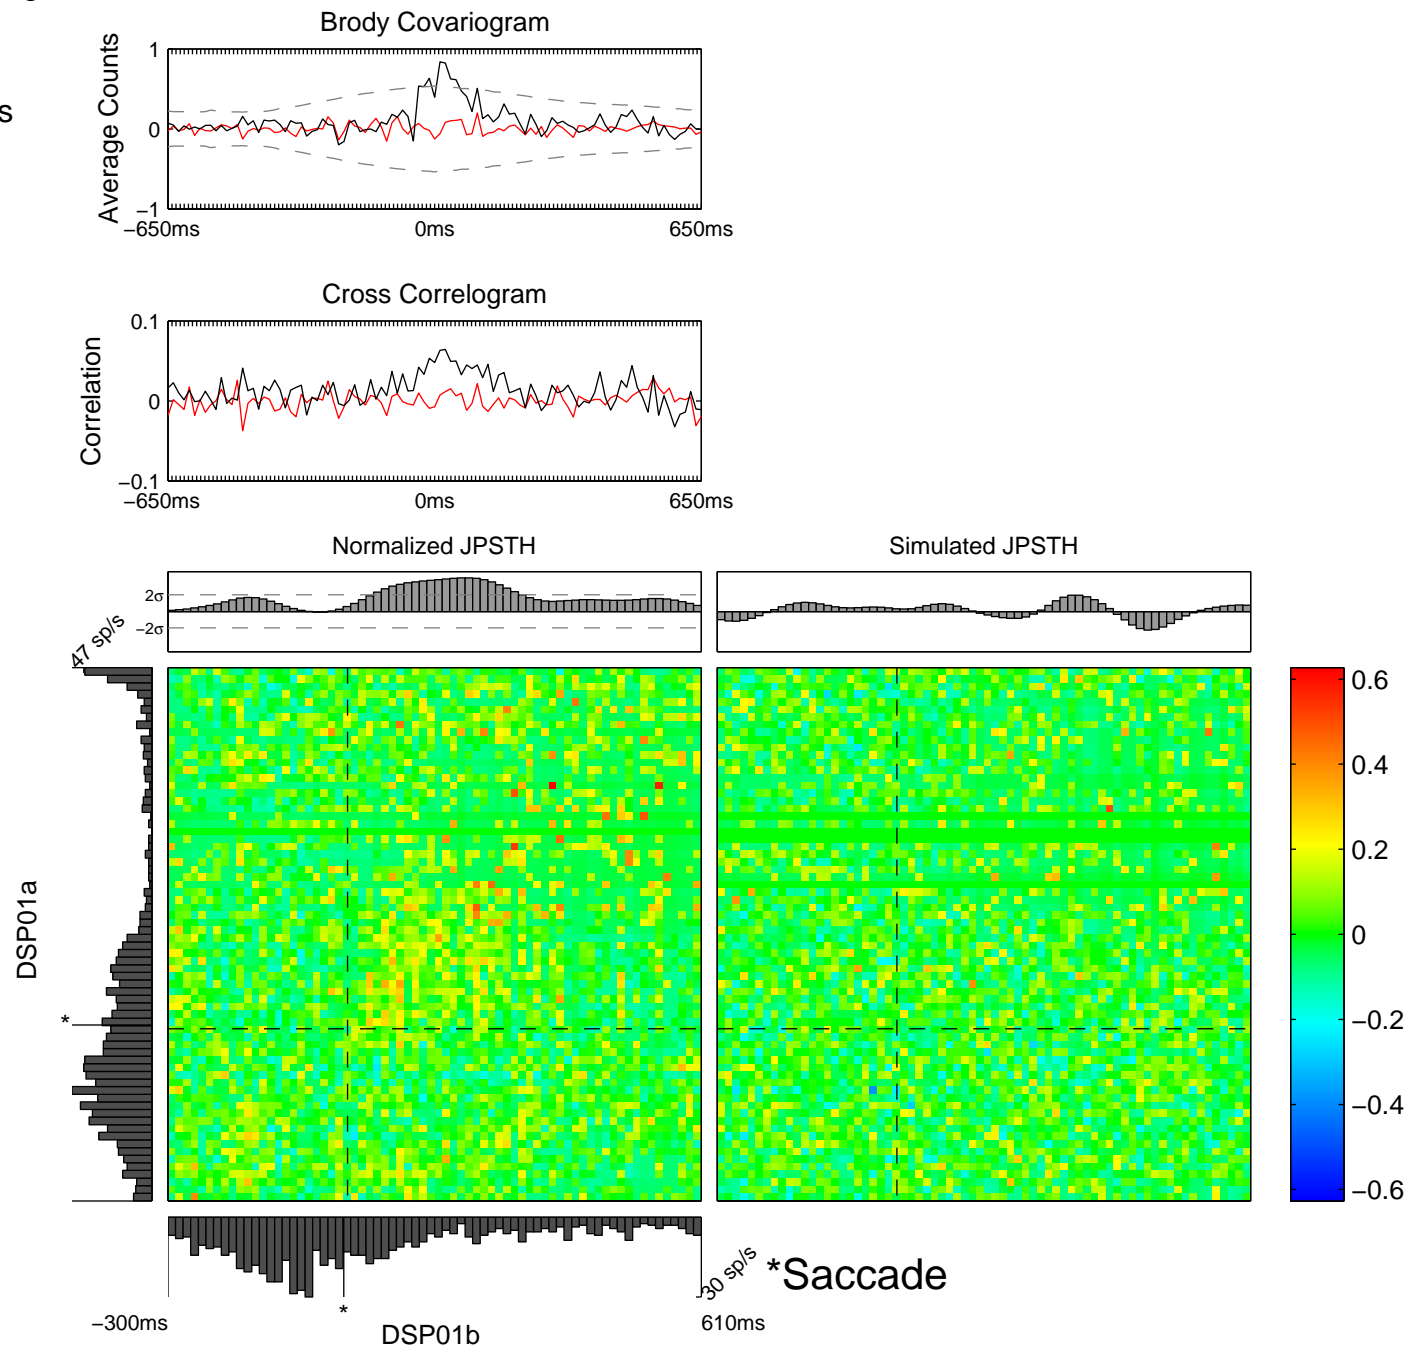 Brody Covariogram
s
Average Counts
1
0
−1
−650ms
0ms
650ms
Cross Correlogram
Correlation
0.1
0
−0.1
−650ms
0ms
650ms
Normalized JPSTH
Simulated JPSTH
2σ
−2σ
47 sp/s
DSP01a
*
0.6
0.4
0.2
0
−0.2
−0.4
−0.6
30 sp/s
*Saccade
*
−300ms
610ms
DSP01b